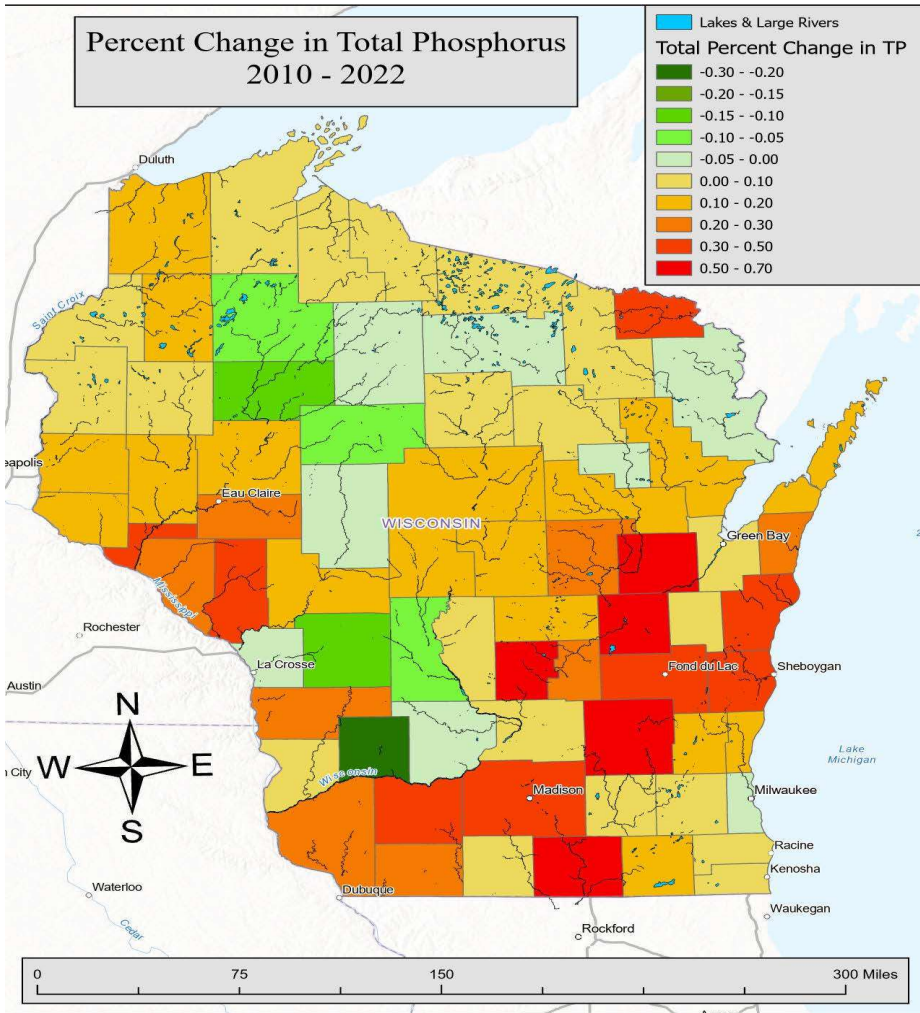 Percent Change in Total Phosphorus
2010 - 2022
Lakes & Large Rivers
Total Percent Change in TP
-0.30 - -0.20
-0.20 - -0.15
-0.15 - -0.10
-0.10 - -0.05
-0.05 - 0.00
0.00 - 0.10
0.10 - 0.20
0.20 - 0.30
0.30 - 0.50
0.50 - 0.70
Duluth
Saint Croix
eapolis
Eau Claire
WISCONSIN
Green Bay
Mississippi
Rochester
La Crosse
Fond du Lac
Sheboygan
Austin
N
W
E
S
n City
Wisconsin
Lake
Michigan
Madison
Milwaukee
Racine
Kenosha
Waterloo
Dubuque
Waukegan
Cedar
Rockford
0
75
150
300 Miles